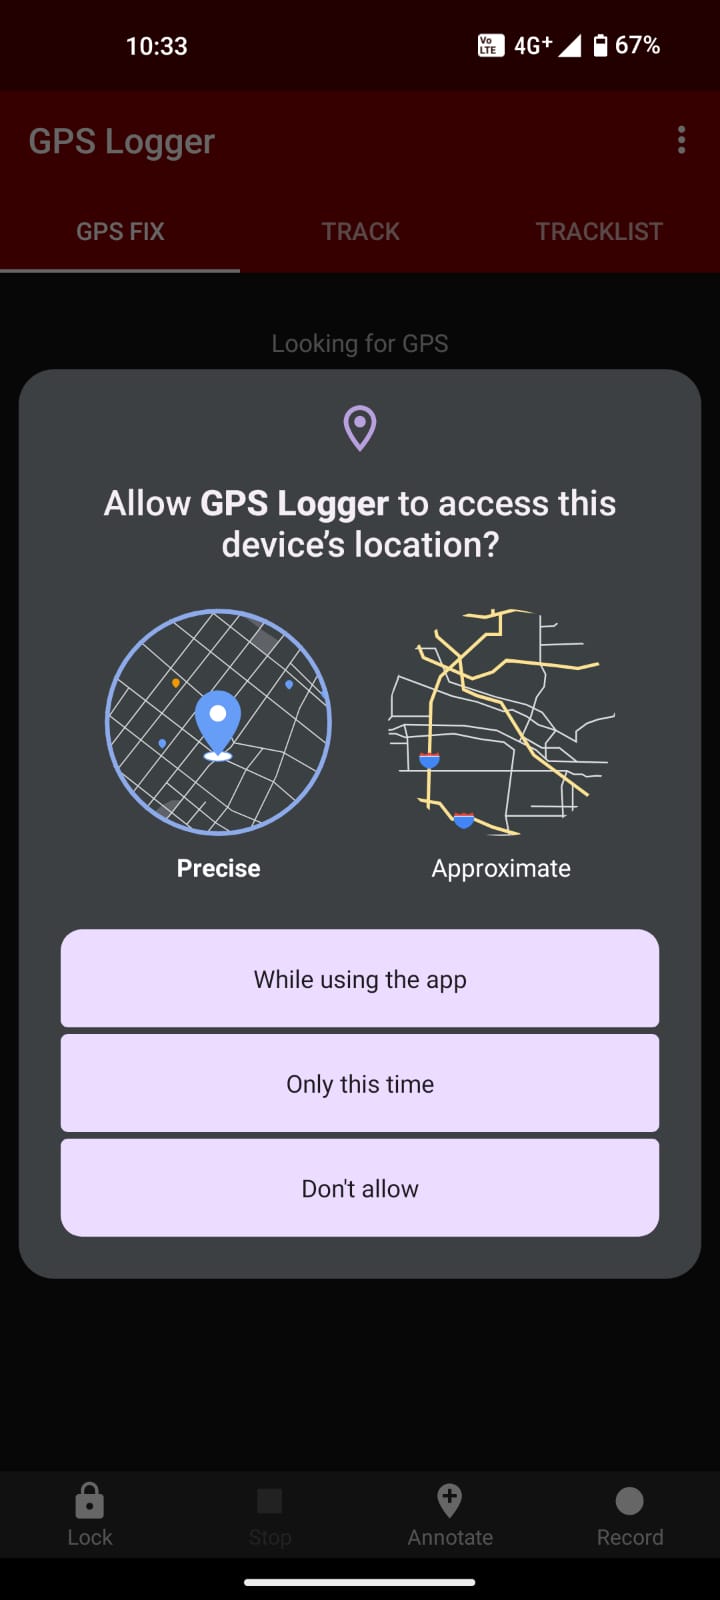 10:33
Vo LTE 4G+ 67%
GPS Logger
GPS FIX TRACK TRACKLIST
Looking for GPS
Allow GPS Logger to access this
device's location?
Precise Approximate
While using the app
Only this time
Don't allow
Lock Stop Annotate Record